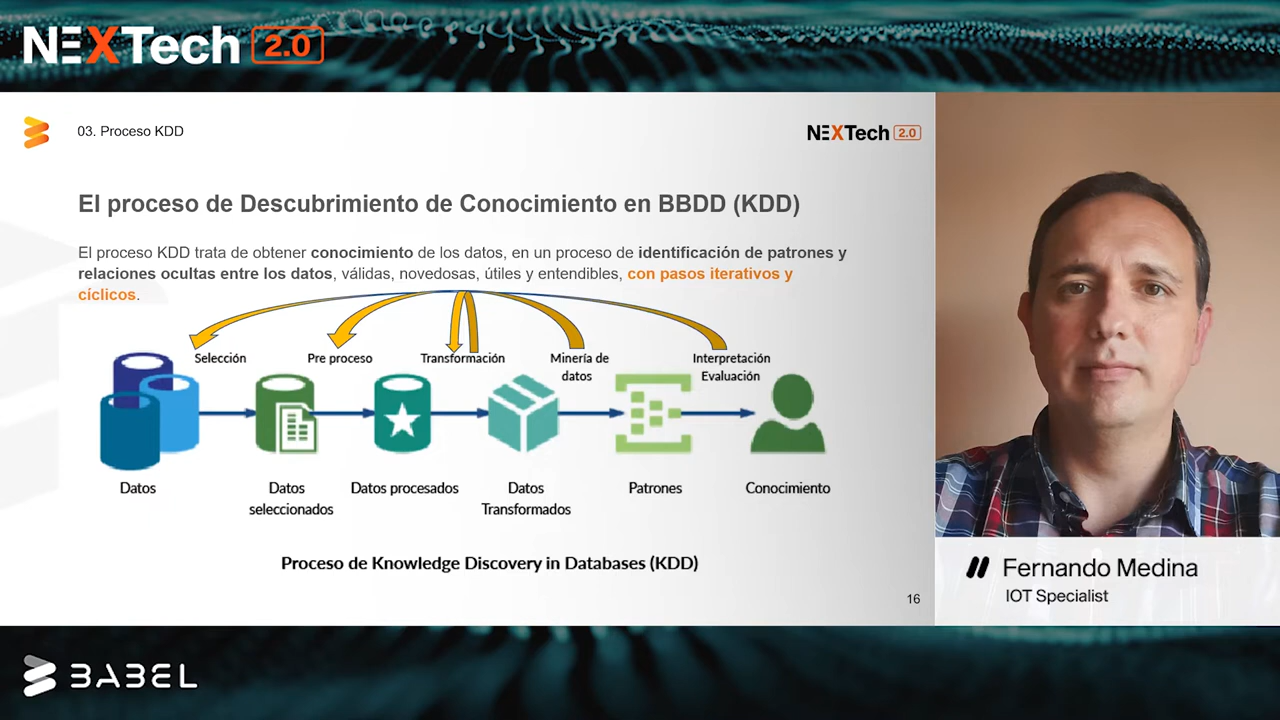 NEXTech 2.0
03. Proceso KDD
NEXTech 2.0
El proceso de Descubrimiento de Conocimiento en BBDD (KDD)
El proceso KDD trata de obtener conocimiento de los datos, en un proceso de identificación de patrones y
relaciones ocultas entre los datos, válidas, novedosas, útiles y entendibles, con pasos iterativos y
cíclicos.
Selección
Pre proceso
Transformación
Minería de
datos
Interpretación
Evaluación
Datos
Datos
seleccionados
Datos procesados
Datos
Transformados
Patrones
Conocimiento
Proceso de Knowledge Discovery in Databases (KDD)
16
Fernando Medina
IOT Specialist
BABEL